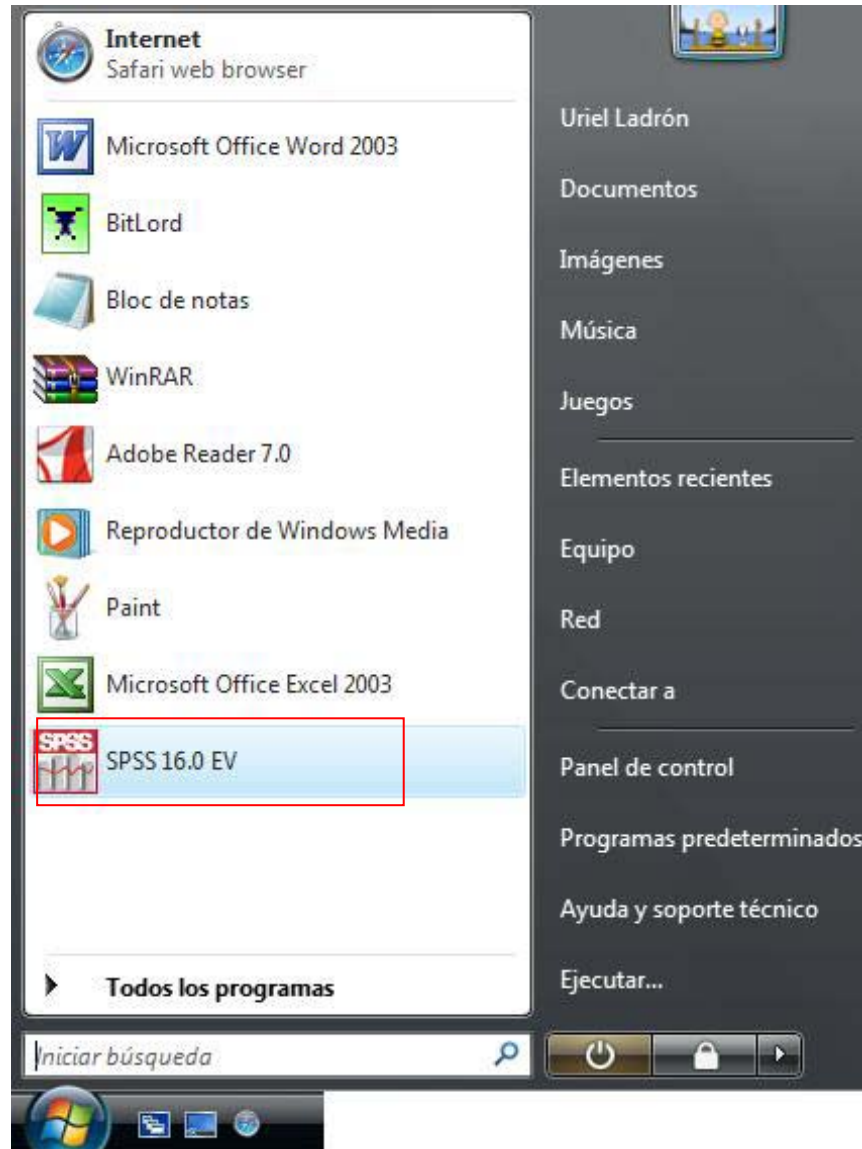 Internet
Safari web browser
Microsoft Office Word 2003
BitLord
Bloc de notas
WinRAR
Adobe Reader 7.0
Reproductor de Windows Media
Paint
Microsoft Office Excel 2003
SPSS
SPSS 16.0 EV
Todos los programas
Iniciar búsqueda
Uriel Ladrón
Documentos
Imágenes
Música
Juegos
Elementos recientes
Equipo
Red
Conectar a
Panel de control
Programas predeterminados
Ayuda y soporte técnico
Ejecutar...